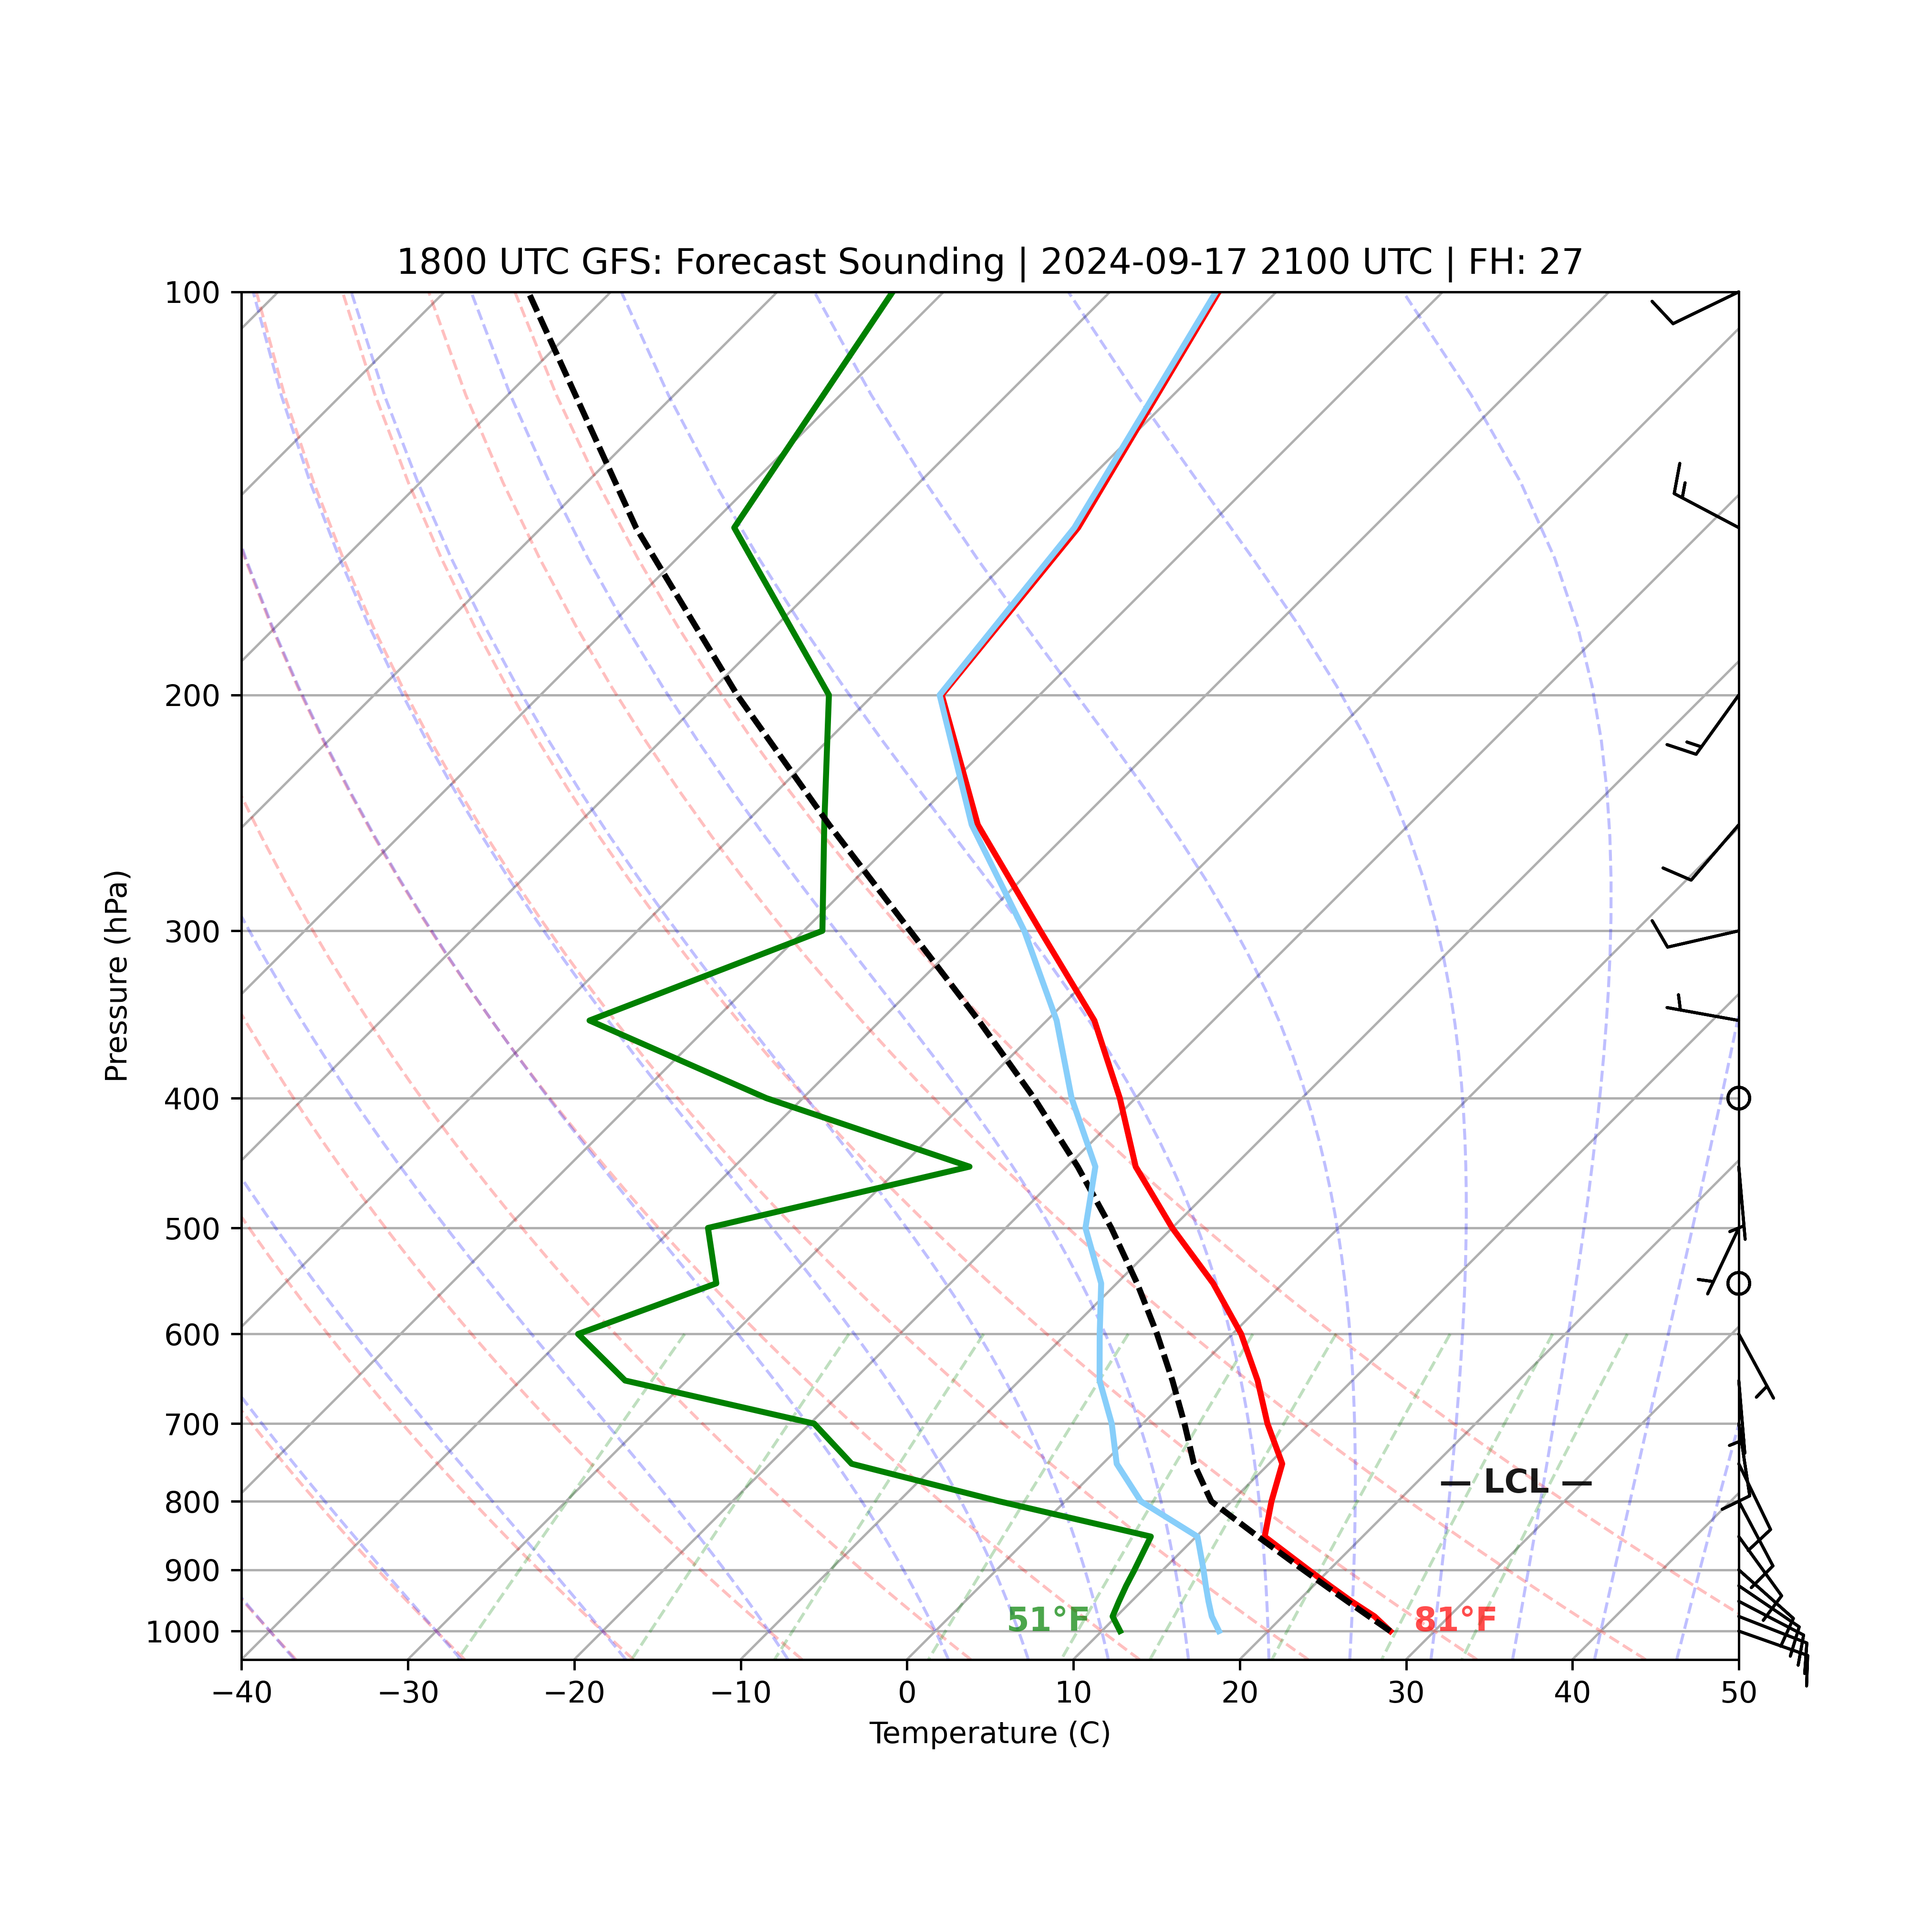 1800 UTC GFS: Forecast Sounding | 2024-09-17 2100 UTC | FH: 27
100
200
300
400
500
600
700
800
900
1000
Pressure (hPa)
— LCL —
51°F
81°F
−40 −30 −20 −10 0 10 20 30 40 50
Temperature (C)